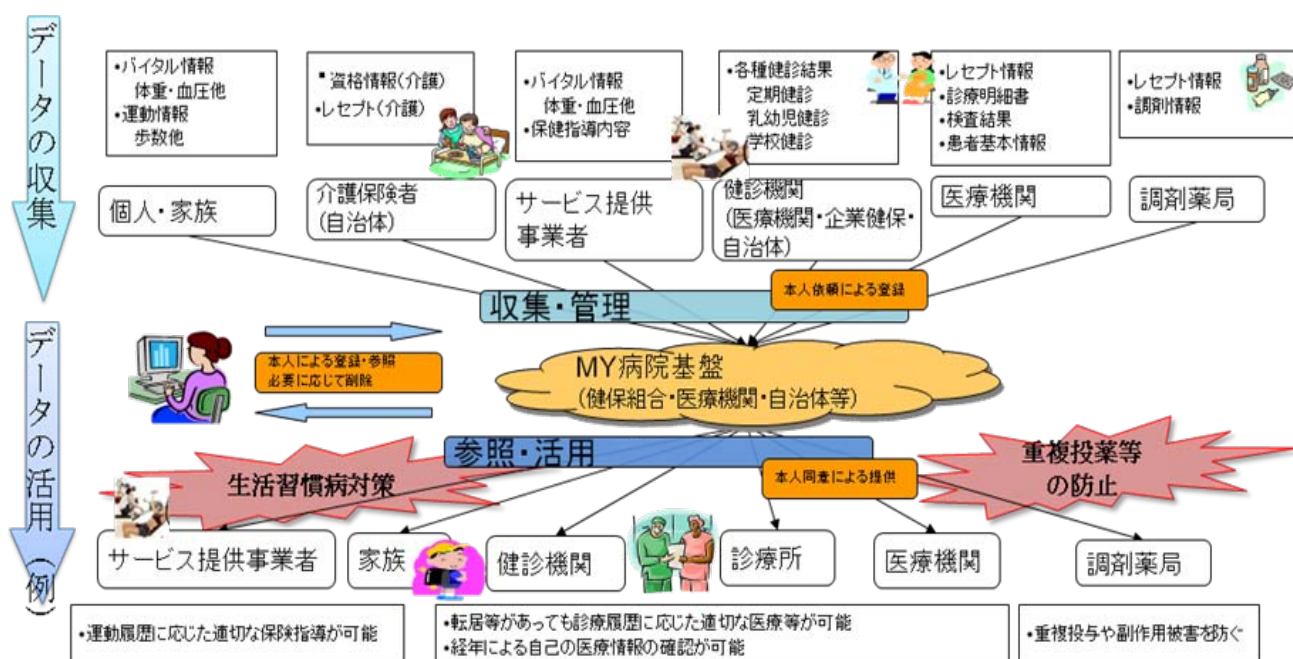 データの収集
・バイタル情報
体重・血圧他
・運動情報
歩数他
▪資格情報(介護)
・レセプト(介護)
・バイタル情報
体重・血圧他
・保健指導内容
・各種健診結果
定期健診
乳幼児健診
学校健診
・レセプト情報
・診療明細書
・検査結果
・患者基本情報
・レセプト情報
・調剤情報
個人・家族
介護保険者
(自治体)
サービス提供
事業者
健診機関
(医療機関・企業健保・
自治体)
医療機関
調剤薬局
本人依頼による登録
収集・管理
データの活用(例)
本人による登録・参照
必要に応じて削除
MY病院基盤
(健保組合・医療機関・自治体等)
参照・活用
生活習慣病対策
本人同意による提供
重複投薬等
の防止
サービス提供事業者
家族
健診機関
診療所
医療機関
調剤薬局
・運動履歴に応じた適切な保険指導が可能
・転居等があっても診療履歴に応じた適切な医療等が可能
・経年による自己の医療情報の確認が可能
・重複投与や副作用被害を防ぐ